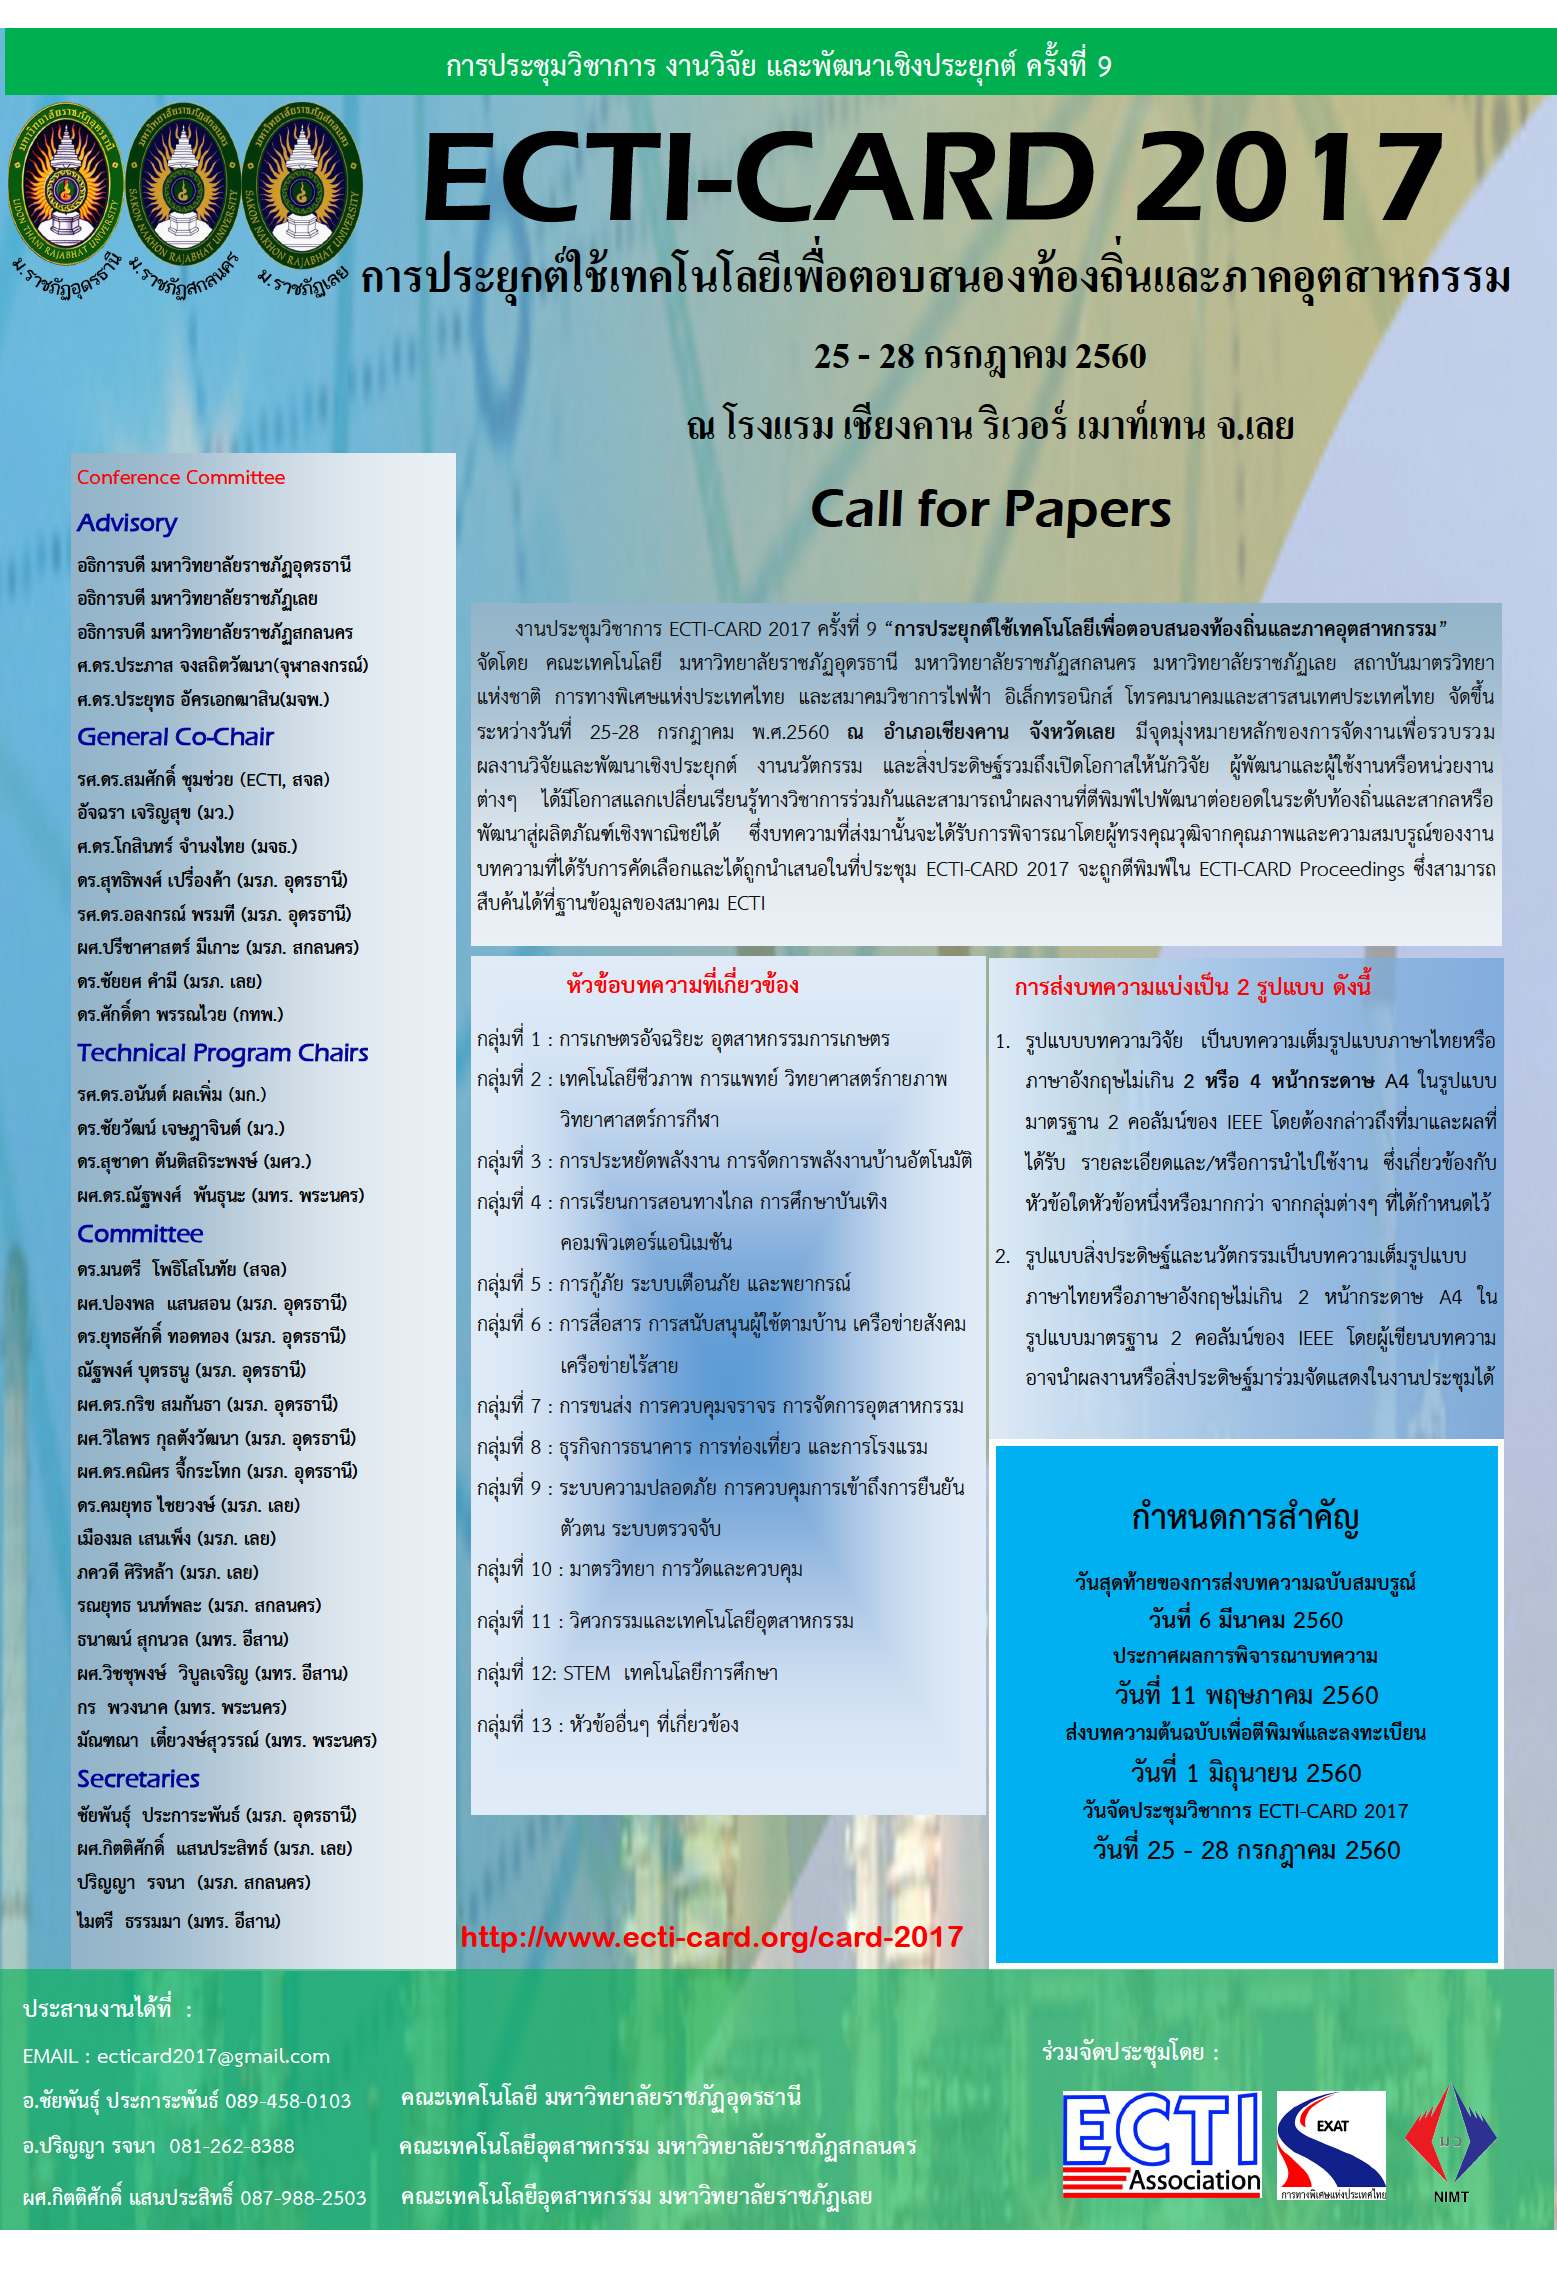 การประชุมวิชาการ งานวิจัย และพัฒนาเชิงประยุกต์ ครั้งที่ 9
ECTI-CARD 2017
มหาวิทยาลัยราชภัฏอุดรธานี
UDON THANI RAJABHAT UNIVERSITY
มหาวิทยาลัยราชภัฏสกลนคร
SAKON NAKHON RAJABHAT UNIVERSITY
มหาวิทยาลัยราชภัฏสกลนคร
SAKON NAKHON RAJABHAT UNIVERSITY
ม.ราชภัฏอุดรธานี
ม.ราชภัฏสกลนคร
ม.ราชภัฏเลย
การประยุกต์ใช้เทคโนโลยีเพื่อตอบสนองท้องถิ่นและภาคอุตสาหกรรม
25 - 28 กรกฎาคม 2560
ณ โรงแรม เชียงคาน ริเวอร์ เมาท์เทน จ.เลย
Call for Papers
Conference Committee
Advisory
อธิการบดี มหาวิทยาลัยราชภัฏอุดรธานี
อธิการบดี มหาวิทยาลัยราชภัฏเลย
อธิการบดี มหาวิทยาลัยราชภัฏสกลนคร
ศ.ดร.ประภาส จงสถิตวัฒนา(จุฬาลงกรณ์)
ศ.ดร.ประยุทธ อัครเอกฒาสิน(มจพ.)
General Co-Chair
รศ.ดร.สมศักดิ์ ชุมช่วย (ECTI, สจล)
อัจฉรา เจริญสุข (มว.)
ศ.ดร.โกสินทร์ จำนงไทย (มจธ.)
ดร.สุทธิพงศ์ เปรื่องค้า (มรภ. อุดรธานี)
รศ.ดร.อลงกรณ์ พรมที (มรภ. อุดรธานี)
ผศ.ปรีชาศาสตร์ มีเกาะ (มรภ. สกลนคร)
ดร.ชัยยศ คำมี (มรภ. เลย)
ดร.ศักดิ์ดา พรรณไวย (กทพ.)
Technical Program Chairs
รศ.ดร.อนันต์ ผลเพิ่ม (มก.)
ดร.ชัยวัฒน์ เจษฎาจินต์ (มว.)
ดร.สุชาดา ตันติสถิระพงษ์ (มศว.)
ผศ.ดร.ณัฐพงศ์ พันธุนะ (มทร. พระนคร)
Committee
ดร.มนตรี โพธิโสโนทัย (สจล)
ผศ.ปองพล แสนสอน (มรภ. อุดรธานี)
ดร.ยุทธศักดิ์ ทอดทอง (มรภ. อุดรธานี)
ณัฐพงศ์ บุตรธนู (มรภ. อุดรธานี)
ผศ.ดร.กริช สมกันธา (มรภ. อุดรธานี)
ผศ.วิไลพร กุลตังวัฒนา (มรภ. อุดรธานี)
ผศ.ดร.คณิศร จี้กระโทก (มรภ. อุดรธานี)
ดร.คมยุทธ ไชยวงษ์ (มรภ. เลย)
เมืองมล เสนเพ็ง (มรภ. เลย)
ภควดี ศิริหล้า (มรภ. เลย)
รณยุทธ นนท์พละ (มรภ. สกลนคร)
ธนาฒน์ สุกนวล (มทร. อีสาน)
ผศ.วิชชุพงษ์ วิบูลเจริญ (มทร. อีสาน)
กร พวงนาค (มทร. พระนคร)
มัณฑณา เตี๋ยวงษ์สุวรรณ์ (มทร. พระนคร)
Secretaries
ชัยพันธุ์ ประการะพันธ์ (มรภ. อุดรธานี)
ผศ.กิตติศักดิ์ แสนประสิทธ์ (มรภ. เลย)
ปริญญา รจนา (มรภ. สกลนคร)
ไมตรี ธรรมมา (มทร. อีสาน)
งานประชุมวิชาการ ECTI-CARD 2017 ครั้งที่ 9 “การประยุกต์ใช้เทคโนโลยีเพื่อตอบสนองท้องถิ่นและภาคอุตสาหกรรม”
จัดโดย คณะเทคโนโลยี มหาวิทยาลัยราชภัฏอุดรธานี มหาวิทยาลัยราชภัฏสกลนคร มหาวิทยาลัยราชภัฏเลย สถาบันมาตรวิทยา
แห่งชาติ การทางพิเศษแห่งประเทศไทย และสมาคมวิชาการไฟฟ้า อิเล็กทรอนิกส์ โทรคมนาคมและสารสนเทศประเทศไทย จัดขึ้น
ระหว่างวันที่ 25-28 กรกฎาคม พ.ศ.2560 ณ อำเภอเชียงคาน จังหวัดเลย มีจุดมุ่งหมายหลักของการจัดงานเพื่อรวบรวม
ผลงานวิจัยและพัฒนาเชิงประยุกต์ งานนวัตกรรม และสิ่งประดิษฐ์รวมถึงเปิดโอกาสให้นักวิจัย ผู้พัฒนาและผู้ใช้งานหรือหน่วยงาน
ต่างๆ ได้มีโอกาสแลกเปลี่ยนเรียนรู้ทางวิชาการร่วมกันและสามารถนำผลงานที่ตีพิมพ์ไปพัฒนาต่อยอดในระดับท้องถิ่นและสากลหรือ
พัฒนาสู่ผลิตภัณฑ์เชิงพาณิชย์ได้ ซึ่งบทความที่ส่งมานั้นจะได้รับการพิจารณาโดยผู้ทรงคุณวุฒิจากคุณภาพและความสมบรูณ์ของงาน
บทความที่ได้รับการคัดเลือกและได้ถูกนำเสนอในที่ประชุม ECTI-CARD 2017 จะถูกตีพิมพ์ใน ECTI-CARD Proceedings ซึ่งสามารถ
สืบค้นได้ที่ฐานข้อมูลของสมาคม ECTI
หัวข้อบทความที่เกี่ยวข้อง
กลุ่มที่ 1 : การเกษตรอัจฉริยะ อุตสาหกรรมการเกษตร
กลุ่มที่ 2 : เทคโนโลยีชีวภาพ การแพทย์ วิทยาศาสตร์กายภาพ
วิทยาศาสตร์การกีฬา
กลุ่มที่ 3 : การประหยัดพลังงาน การจัดการพลังงานบ้านอัตโนมัติ
กลุ่มที่ 4 : การเรียนการสอนทางไกล การศึกษาบันเทิง
คอมพิวเตอร์แอนิเมชัน
กลุ่มที่ 5 : การกู้ภัย ระบบเตือนภัย และพยากรณ์
กลุ่มที่ 6 : การสื่อสาร การสนับสนุนผู้ใช้ตามบ้าน เครือข่ายสังคม
เครือข่ายไร้สาย
กลุ่มที่ 7 : การขนส่ง การควบคุมจราจร การจัดการอุตสาหกรรม
กลุ่มที่ 8 : ธุรกิจการธนาคาร การท่องเที่ยว และการโรงแรม
กลุ่มที่ 9 : ระบบความปลอดภัย การควบคุมการเข้าถึงการยืนยัน
ตัวตน ระบบตรวจจับ
กลุ่มที่ 10 : มาตรวิทยา การวัดและควบคุม
กลุ่มที่ 11 : วิศวกรรมและเทคโนโลยีอุตสาหกรรม
กลุ่มที่ 12: STEM เทคโนโลยีการศึกษา
กลุ่มที่ 13 : หัวข้ออื่นๆ ที่เกี่ยวข้อง
การส่งบทความแบ่งเป็น 2 รูปแบบ ดังนี้
1. รูปแบบบทความวิจัย เป็นบทความเต็มรูปแบบภาษาไทยหรือ
ภาษาอังกฤษไม่เกิน 2 หรือ 4 หน้ากระดาษ A4 ในรูปแบบ
มาตรฐาน 2 คอลัมน์ของ IEEE โดยต้องกล่าวถึงที่มาและผลที่
ได้รับ รายละเอียดและ/หรือการนำไปใช้งาน ซึ่งเกี่ยวข้องกับ
หัวข้อใดหัวข้อหนึ่งหรือมากกว่า จากกลุ่มต่างๆ ที่ได้กำหนดไว้
2. รูปแบบสิ่งประดิษฐ์และนวัตกรรมเป็นบทความเต็มรูปแบบ
ภาษาไทยหรือภาษาอังกฤษไม่เกิน 2 หน้ากระดาษ A4 ใน
รูปแบบมาตรฐาน 2 คอลัมน์ของ IEEE โดยผู้เขียนบทความ
อาจนำผลงานหรือสิ่งประดิษฐ์มาร่วมจัดแสดงในงานประชุมได้
กำหนดการสำคัญ
วันสุดท้ายของการส่งบทความฉบับสมบรูณ์
วันที่ 6 มีนาคม 2560
ประกาศผลการพิจารณาบทความ
วันที่ 11 พฤษภาคม 2560
ส่งบทความต้นฉบับเพื่อตีพิมพ์และลงทะเบียน
วันที่ 1 มิถุนายน 2560
วันจัดประชุมวิชาการ ECTI-CARD 2017
วันที่ 25 - 28 กรกฎาคม 2560
http://www.ecti-card.org/card-2017
ประสานงานได้ที่ :
EMAIL : ecticard2017@gmail.com
อ.ชัยพันธุ์ ประการะพันธ์ 089-458-0103
อ.ปริญญา รจนา 081-262-8388
ผศ.กิตติศักดิ์ แสนประสิทธิ์ 087-988-2503
คณะเทคโนโลยี มหาวิทยาลัยราชภัฏอุดรธานี
คณะเทคโนโลยีอุตสาหกรรม มหาวิทยาลัยราชภัฏสกลนคร
คณะเทคโนโลยีอุตสาหกรรม มหาวิทยาลัยราชภัฏเลย
ร่วมจัดประชุมโดย :
ECTI
Association
EXAT
การทางพิเศษแห่งประเทศไทย
มว
NIMT